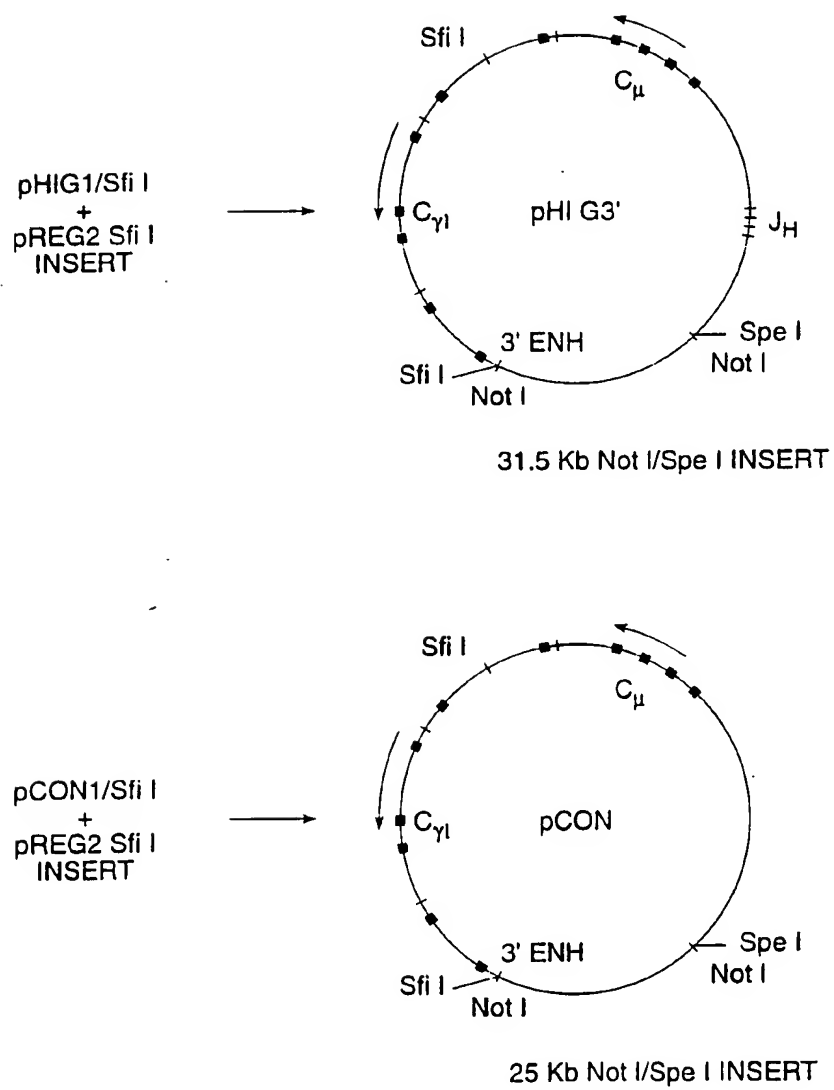 Sfi I
Cμ
pHIG1/Sfi I
+
pREG2 Sfi I
INSERT
CγI
pHI G3'
JH
3' ENH
Spe I
Sfi I
Not I
Not I
31.5 Kb Not I/Spe I INSERT
Sfi I
Cμ
pCON1/Sfi I
+
pREG2 Sfi I
INSERT
CγI
pCON
3' ENH
Spe I
Not I
Sfi I
Not I
25 Kb Not I/Spe I INSERT